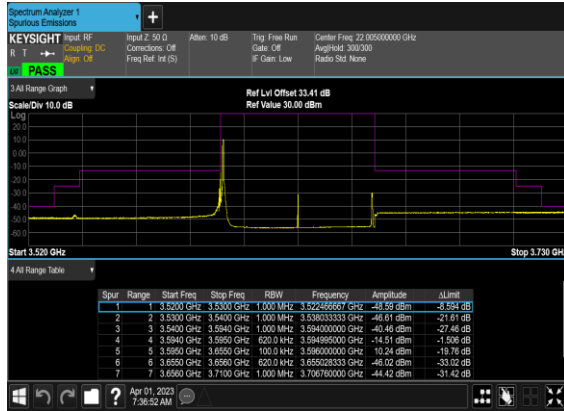 Spectrum Analyzer 1
Spurious Emissions
KEYSIGHT Input: RF Input Z: 50 Ω Atten: 10 dB Trig: Free Run Center Freq: 22.005000000 GHz
R T Coupling: DC Corrections: Off Gate: Off Avg|Hold: 300/300
Align: Off Freq Ref: Int (S) IF Gain: Low Radio Std: None
PASS
3 All Range Graph
Ref Lvl Offset 33.41 dB
Scale/Div 10.0 dB Ref Value 30.00 dBm
Log
20.0
10.0
0.00
-10.0
-20.0
-30.0
-40.0
-50.0
-60.0
Start 3.520 GHz Stop 3.730 GH
4 All Range Table
Spur Range Start Freq Stop Freq RBW Frequency Amplitude ΔLimit
1 1 3.5200 GHz 3.5300 GHz 1.000 MHz 3.522466667 GHz -48.59 dBm -8.594 dB
2 2 3.5300 GHz 3.5400 GHz 1.000 MHz 3.538033333 GHz -46.61 dBm -21.61 dB
3 3 3.5400 GHz 3.5940 GHz 1.000 MHz 3.594000000 GHz -40.46 dBm -27.46 dB
4 4 3.5940 GHz 3.5950 GHz 620.0 kHz 3.594995000 GHz -14.51 dBm -1.506 dB
5 5 3.5950 GHz 3.6550 GHz 100.0 kHz 3.596000000 GHz 10.24 dBm -19.76 dB
6 6 3.6550 GHz 3.6560 GHz 620.0 kHz 3.655028333 GHz -46.02 dBm -33.02 dB
7 7 3.6560 GHz 3.7100 GHz 1.000 MHz 3.706760000 GHz -44.42 dBm -31.42 dB
? Apr 01, 2023
7:36:52 AM